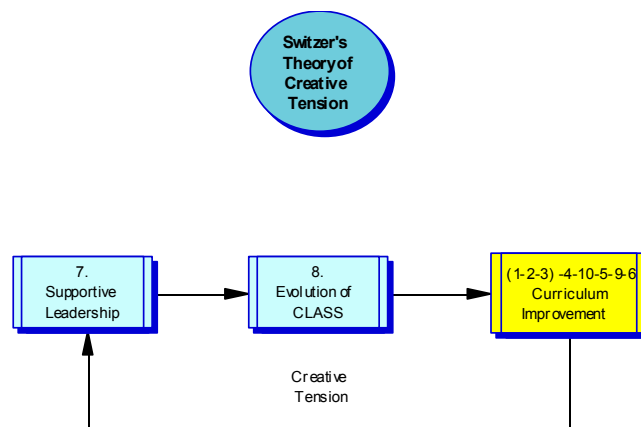 Switzer's
Theory of
Creative
Tension
7.
Supportive
Leadership
8.
Evolution of
CLASS
(1-2-3) -4-10-5-9-6
Curriculum
Improvement
Creative
Tension